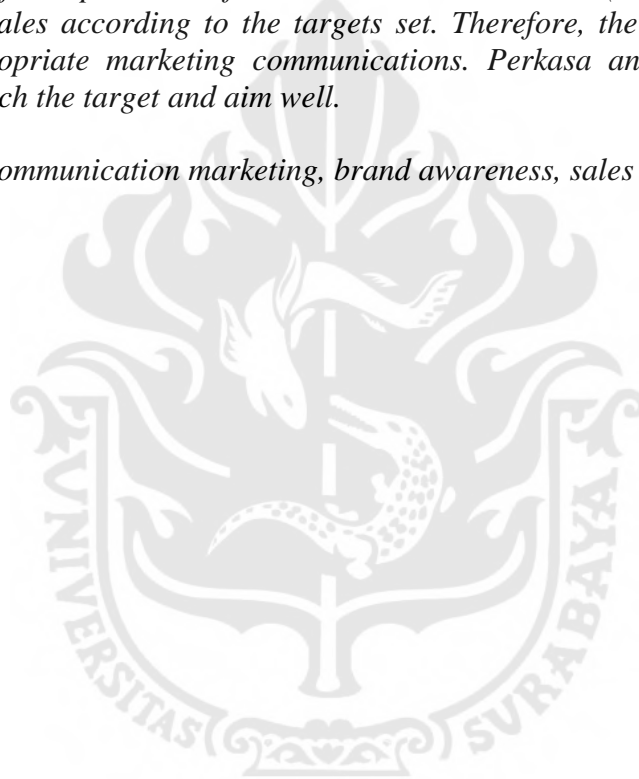 ales according to the targets set. Therefore, the
opriate marketing communications. Perkasa an
ch the target and aim well.
ommunication marketing, brand awareness, sales
UNIVERSITAS SURABAYA